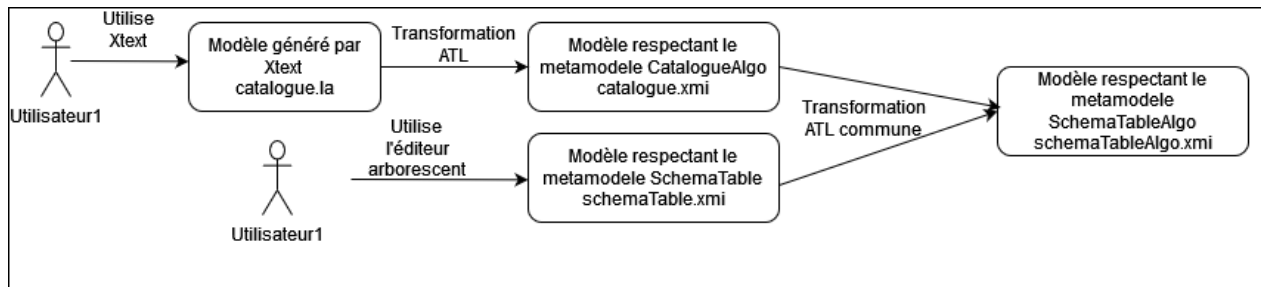 Utilise
Xtext
Modèle généré par
Xtext
catalogue.la
Transformation
ATL
Modèle respectant le
metamodele CatalogueAlgo
catalogue.xmi
Utilisateur1
Utilise
l'éditeur
arborescent
Modèle respectant le
metamodele SchemaTable
schemaTable.xmi
Utilisateur1
Transformation
ATL commune
Modèle respectant le
metamodele
SchemaTableAlgo
schemaTableAlgo.xmi